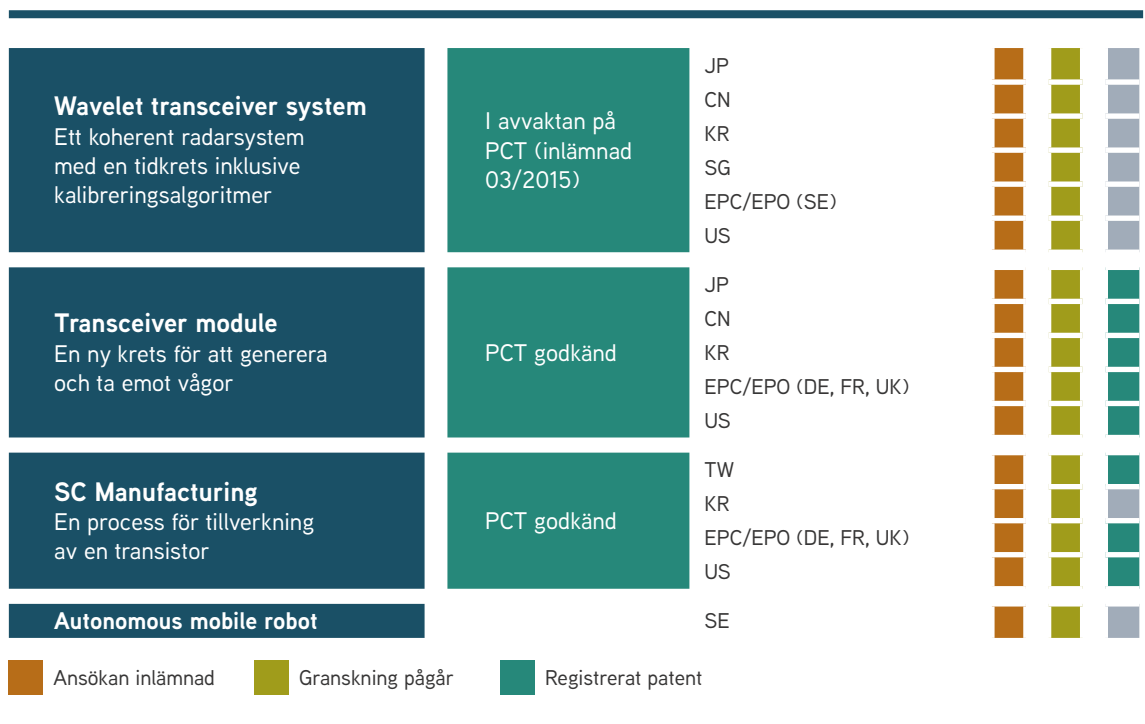 Wavelet transceiver system
Ett koherent radarsystem
med en tidkrets inklusive
kalibreringsalgoritmer
I avvaktan på
PCT (inlämnad
03/2015)
JP
CN
KR
SG
EPC/EPO (SE)
US
Transceiver module
En ny krets för att generera
och ta emot vågor
PCT godkänd
JP
CN
KR
EPC/EPO (DE, FR, UK)
US
SC Manufacturing
En process för tillverkning
av en transistor
PCT godkänd
TW
KR
EPC/EPO (DE, FR, UK)
US
Autonomous mobile robot
SE
Ansökan inlämnad
Granskning pågår
Registrerat patent